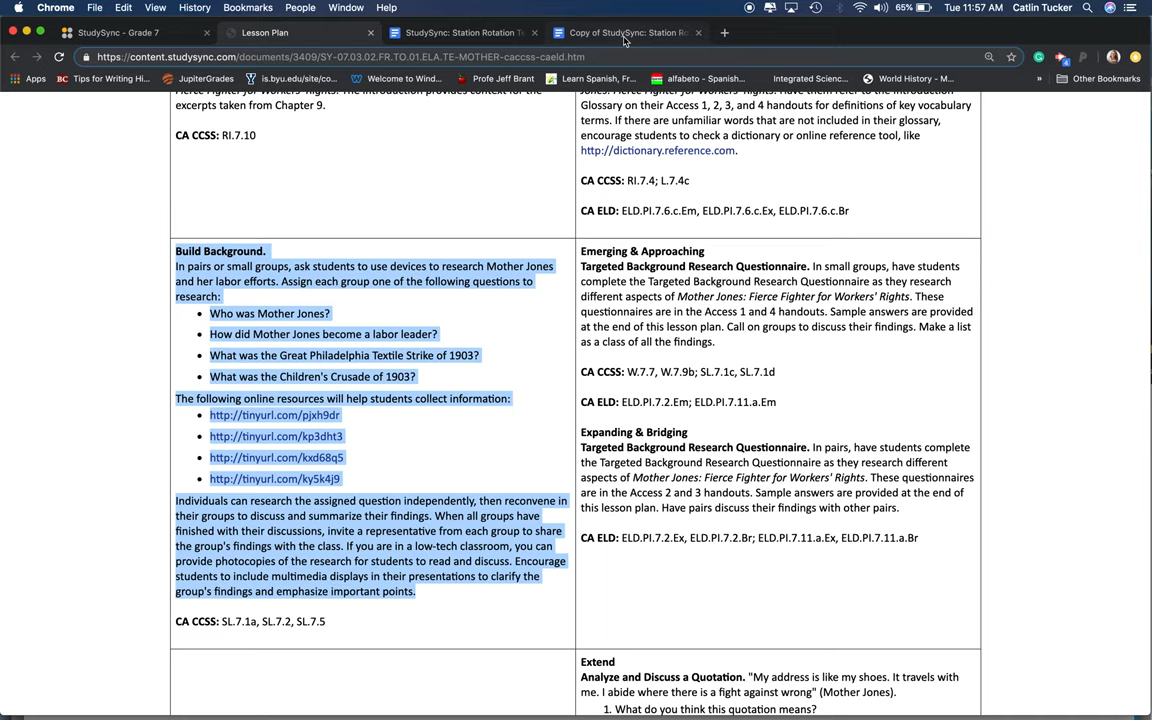 Chrome File Edit View History Bookmarks People Window Help 65% Tue 11:57 AM Catlin Tucker
StudySync - Grade 7 × Lesson Plan × StudySync: Station Rotation Te × Copy of StudySync: Station Ro × +
https://content.studysync.com/documents/3409/SY-07.03.02.FR.TO.01.ELA.TE-MOTHER-caccss-caeld.htm
Apps Tips for Writing Hi... JupiterGrades is.byu.edu/site/co... Welcome to Wind... Profe Jeff Brant Learn Spanish, Fr... alfabeto - Spanish... Integrated Scienc... World History - M... » Other Bookmarks
excerpts taken from Chapter 9.
CA CCSS: RI.7.10
Glossary on their Access 1, 2, 3, and 4 handouts for definitions of key vocabulary
terms. If there are unfamiliar words that are not included in their glossary,
encourage students to check a dictionary or online reference tool, like
http://dictionary.reference.com.
CA CCSS: RI.7.4; L.7.4c
CA ELD: ELD.PI.7.6.c.Em, ELD.PI.7.6.c.Ex, ELD.PI.7.6.c.Br
Build Background.
In pairs or small groups, ask students to use devices to research Mother Jones
and her labor efforts. Assign each group one of the following questions to
research:
• Who was Mother Jones?
• How did Mother Jones become a labor leader?
• What was the Great Philadelphia Textile Strike of 1903?
• What was the Children's Crusade of 1903?
The following online resources will help students collect information:
• http://tinyurl.com/pjxh9dr
• http://tinyurl.com/kp3dht3
• http://tinyurl.com/kxd68q5
• http://tinyurl.com/ky5k4j9
Individuals can research the assigned question independently, then reconvene in
their groups to discuss and summarize their findings. When all groups have
finished with their discussions, invite a representative from each group to share
the group's findings with the class. If you are in a low-tech classroom, you can
provide photocopies of the research for students to read and discuss. Encourage
students to include multimedia displays in their presentations to clarify the
group's findings and emphasize important points.
CA CCSS: SL.7.1a, SL.7.2, SL.7.5
Emerging & Approaching
Targeted Background Research Questionnaire. In small groups, have students
complete the Targeted Background Research Questionnaire as they research
different aspects of Mother Jones: Fierce Fighter for Workers' Rights. These
questionnaires are in the Access 1 and 4 handouts. Sample answers are provided
at the end of this lesson plan. Call on groups to discuss their findings. Make a list
as a class of all the findings.
CA CCSS: W.7.7, W.7.9b; SL.7.1c, SL.7.1d
CA ELD: ELD.PI.7.2.Em; ELD.PI.7.11.a.Em
Expanding & Bridging
Targeted Background Research Questionnaire. In pairs, have students complete
the Targeted Background Research Questionnaire as they research different
aspects of Mother Jones: Fierce Fighter for Workers' Rights. These questionnaires
are in the Access 2 and 3 handouts. Sample answers are provided at the end of
this lesson plan. Have pairs discuss their findings with other pairs.
CA ELD: ELD.PI.7.2.Ex, ELD.PI.7.2.Br; ELD.PI.7.11.a.Ex, ELD.PI.7.11.a.Br
Extend
Analyze and Discuss a Quotation. "My address is like my shoes. It travels with
me. I abide where there is a fight against wrong" (Mother Jones).
1. What do you think this quotation means?